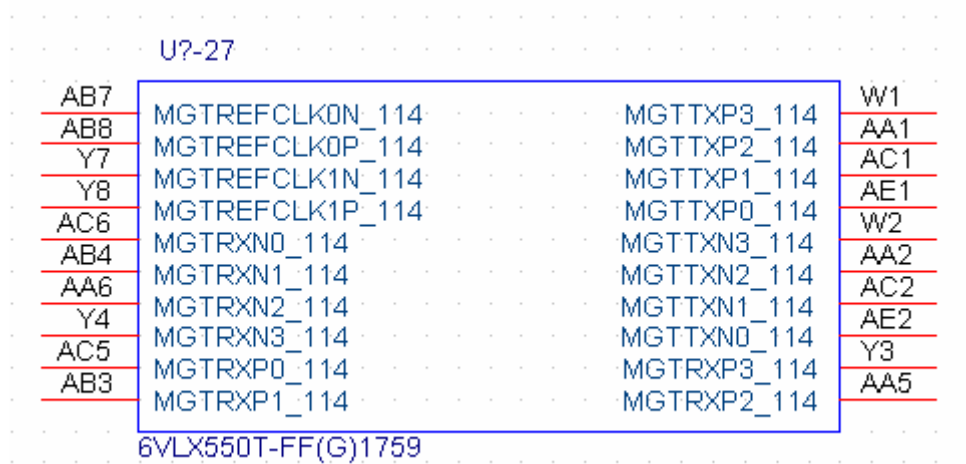 U?-27
AB7 MGTREFCLK0N_114 MGTTXP3_114 W1
AB8 MGTREFCLK0P_114 MGTTXP2_114 AA1
Y7 MGTREFCLK1N_114 MGTTXP1_114 AC1
Y8 MGTREFCLK1P_114 MGTTXP0_114 AE1
AC6 MGTRXN0_114 MGTTXN3_114 W2
AB4 MGTRXN1_114 MGTTXN2_114 AA2
AA6 MGTRXN2_114 MGTTXN1_114 AC2
Y4 MGTRXN3_114 MGTTXN0_114 AE2
AC5 MGTRXP0_114 MGTRXP3_114 Y3
AB3 MGTRXP1_114 MGTRXP2_114 AA5
6VLX550T-FF(G)1759